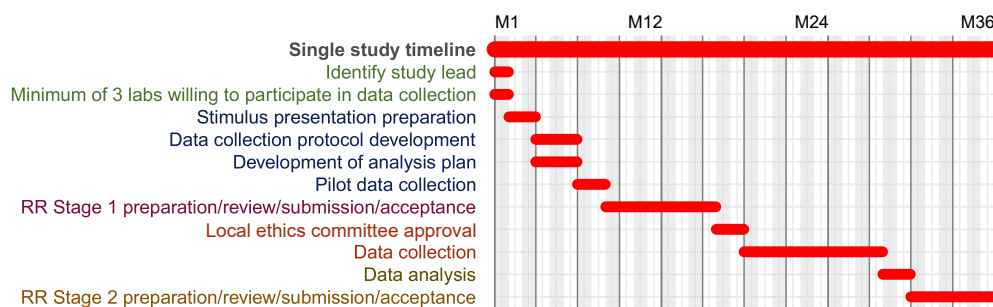 M1 M12 M24 M36
Single study timeline
Identify study lead
Minimum of 3 labs willing to participate in data collection
Stimulus presentation preparation
Data collection protocol development
Development of analysis plan
Pilot data collection
RR Stage 1 preparation/review/submission/acceptance
Local ethics committee approval
Data collection
Data analysis
RR Stage 2 preparation/review/submission/acceptance